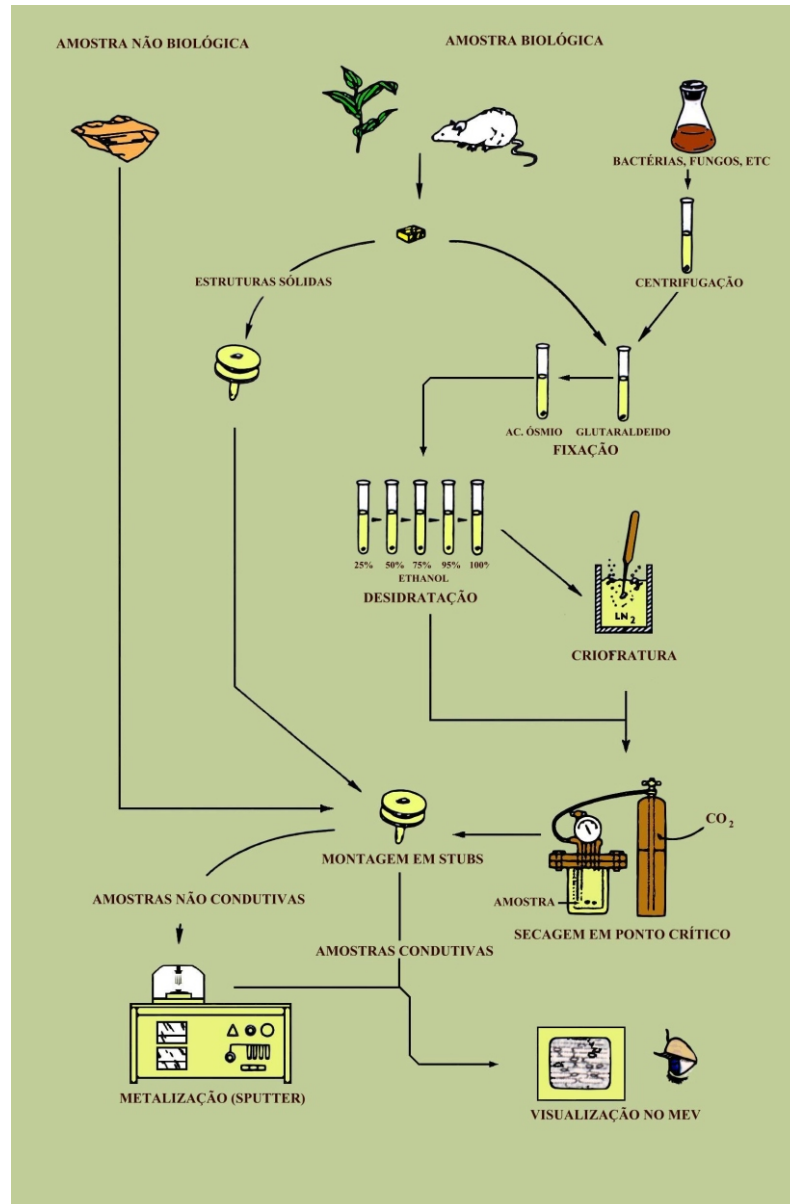 AMOSTRA NÃO BIOLÓGICA
AMOSTRA BIOLÓGICA
BACTÉRIAS, FUNGOS, ETC
ESTRUTURAS SÓLIDAS
CENTRIFUGAÇÃO
AC. ÓSMIO
GLUTARALDEIDO
FIXAÇÃO
25% 50% 75% 95% 100%
ETHANOL
DESIDRATAÇÃO
LN2
CRIOFRATURA
CO2
MONTAGEM EM STUBS
AMOSTRA
SECAGEM EM PONTO CRÍTICO
AMOSTRAS NÃO CONDUTIVAS
AMOSTRAS CONDUTIVAS
METALIZAÇÃO (SPUTTER)
VISUALIZAÇÃO NO MEV